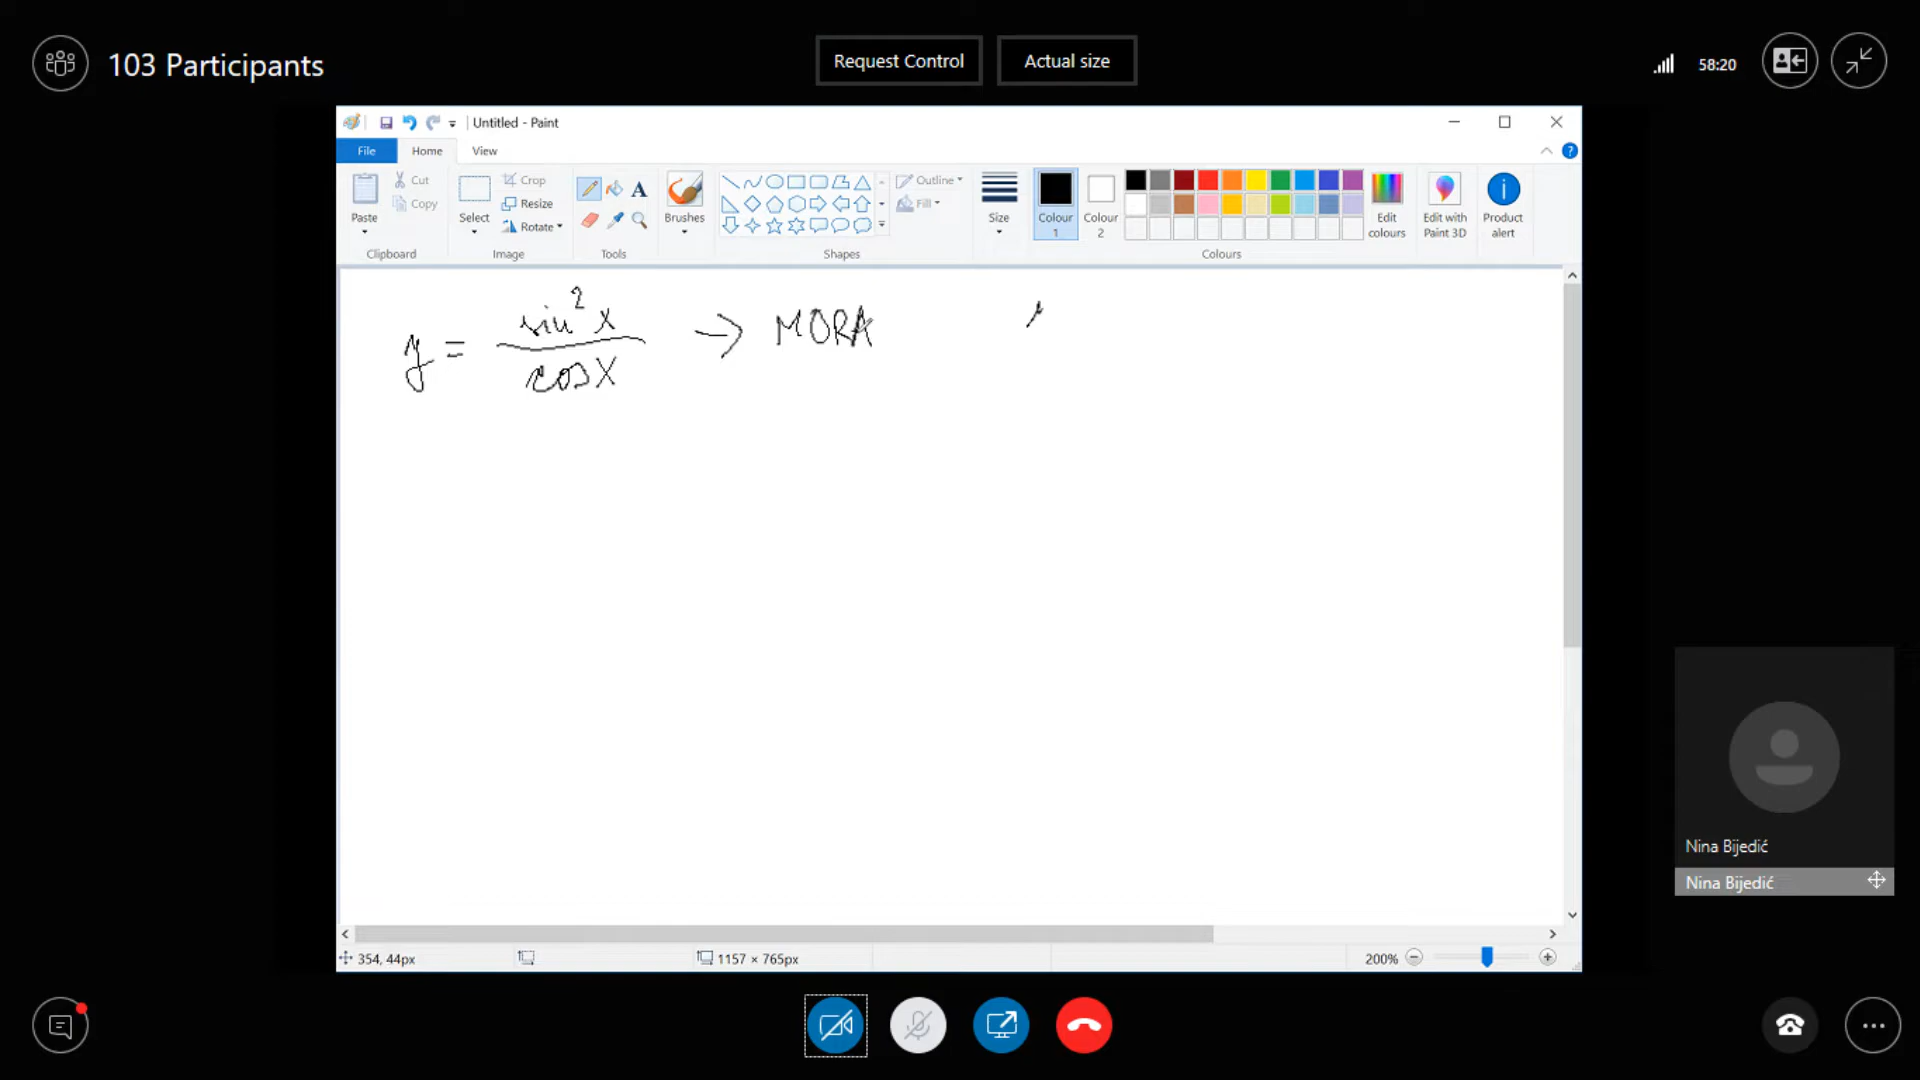 103 Participants
Request Control
Actual size
58:20
Untitled - Paint
File
Home
View
Paste
Cut
Copy
Clipboard
Select
Crop
Resize
Rotate
Image
A
Tools
Brushes
Outline
Fill
Shapes
Size
Colour 1
Colour 2
Edit colours
Colours
Edit with Paint 3D
Product alert
y = sin² x / cos x → MORA
354, 44px
1157 × 765px
200%
Nina Bijedić
Nina Bijedić